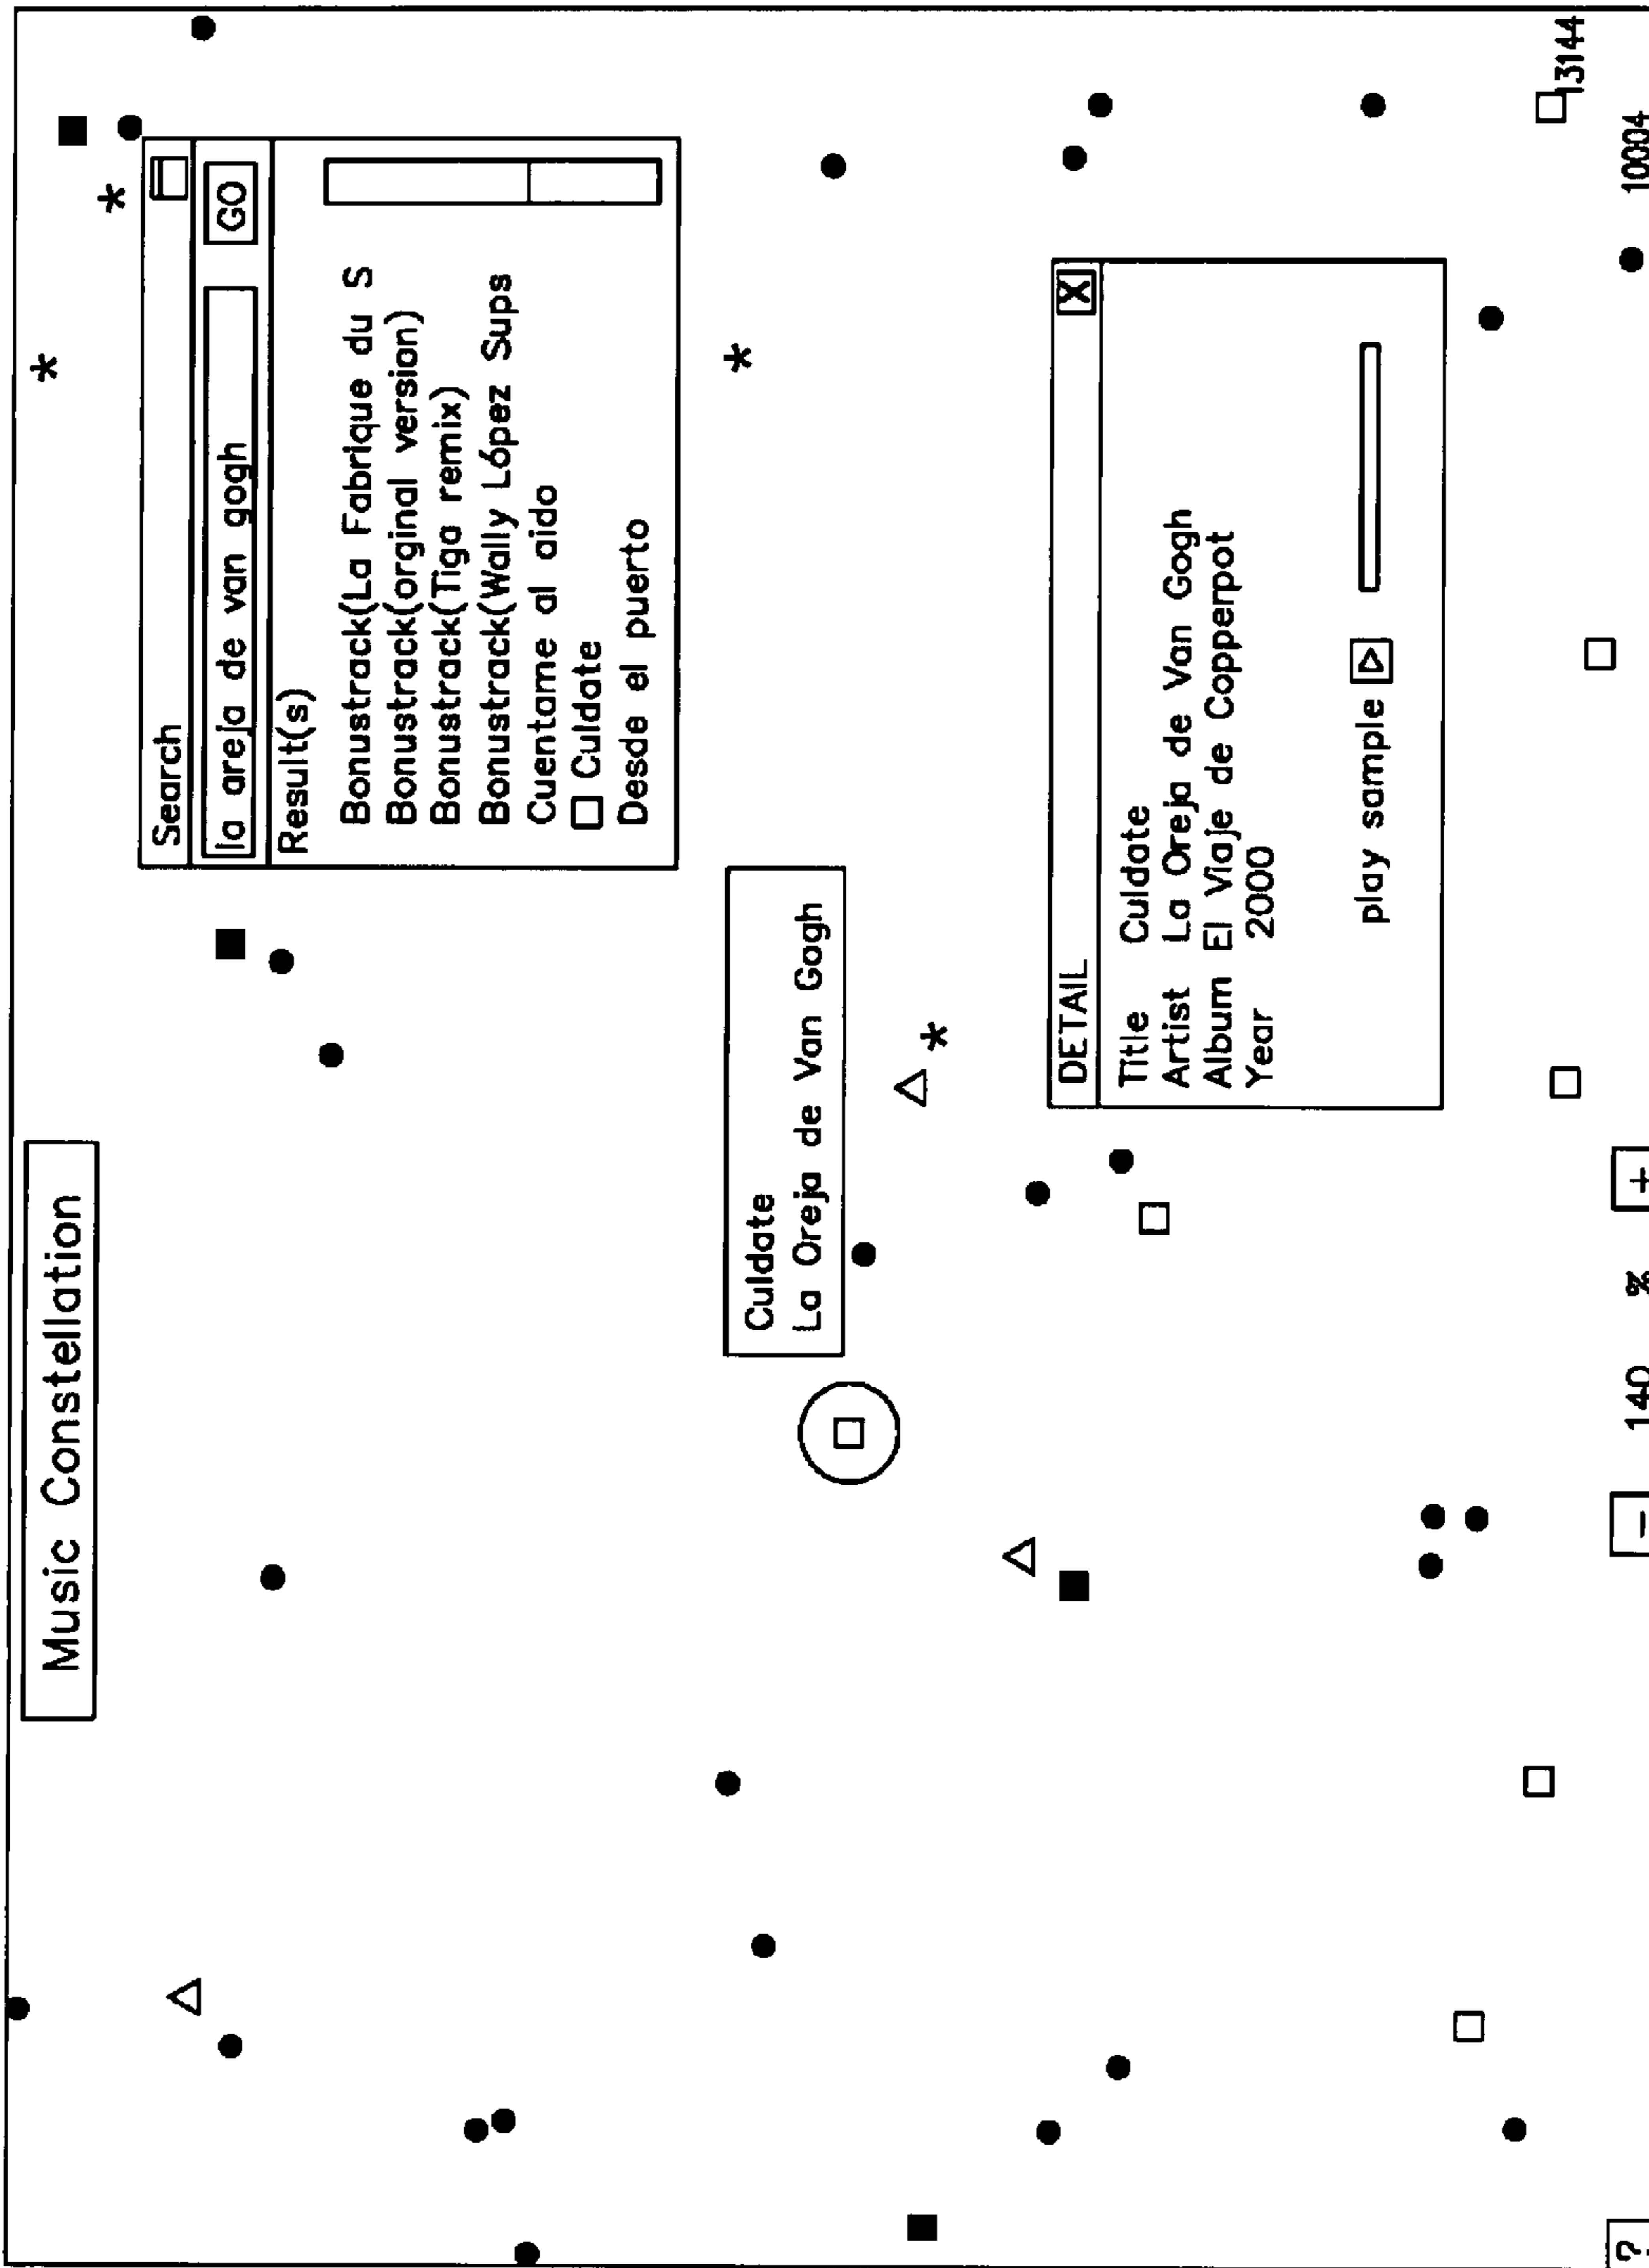 Music Constellation
Search
la areja de van gogh GO
Result(s)
Bonustrack(La Fabrique du S
Bonustrack(orginal version)
Bonustrack(Tiga remix)
Bonustrack(Wally López Sups
Cuentame al aido
Culdate
Desde el puerto
Culdate
La Oreja de Van Gogh
DETAIL X
Title Culdate
Artist La Oreja de Van Gogh
Album El Viaje de Copperpot
Year 2000
play sample
13144
? - 140 % + 10004